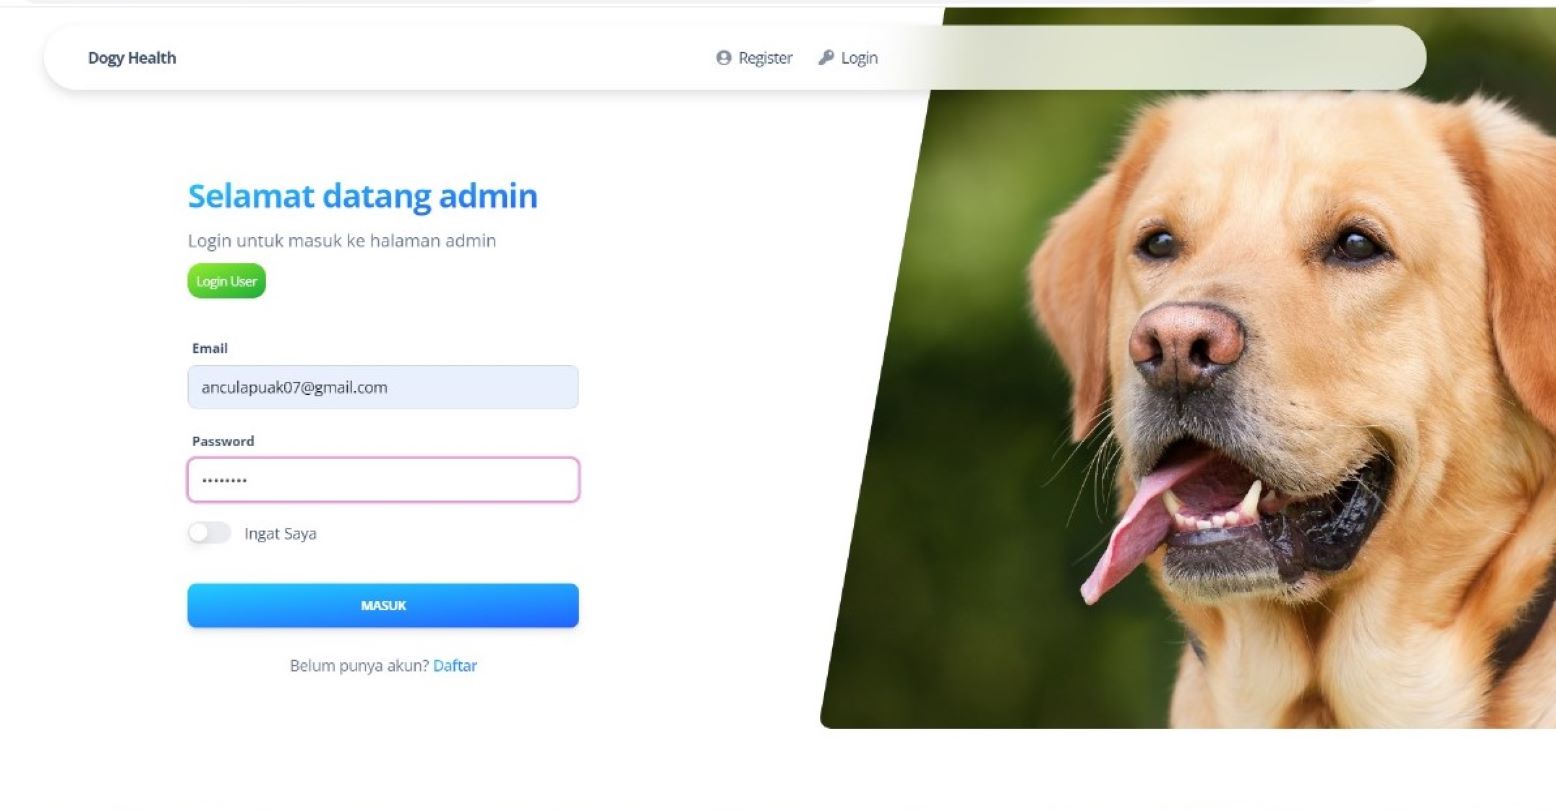 Dogy Health
Register
Login
Selamat datang admin
Login untuk masuk ke halaman admin
Login User
Email
anculapuak07@gmail.com
Password
••••••••
Ingat Saya
MASUK
Belum punya akun? Daftar